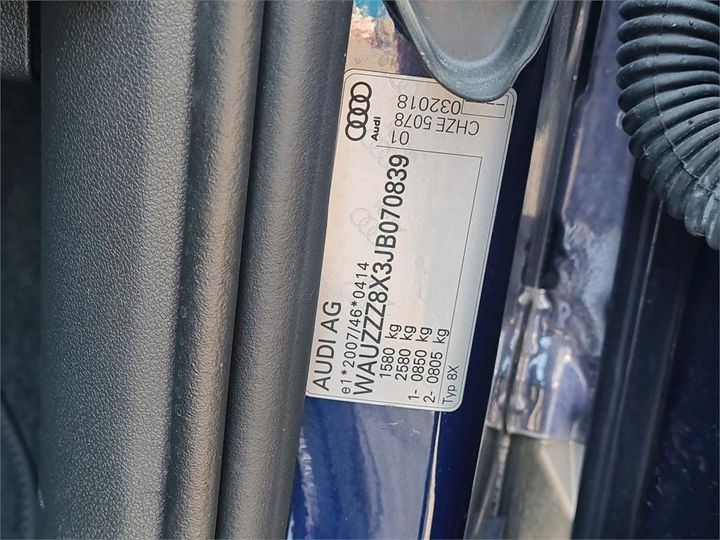 AUDI AG
e1*2007/46*0414
WAUZZZ8X3JB070839
1580 kg
2580 kg
1- 0850 kg
2- 0805 kg
Typ 8X
Audi
01
CHZE 5078
032018